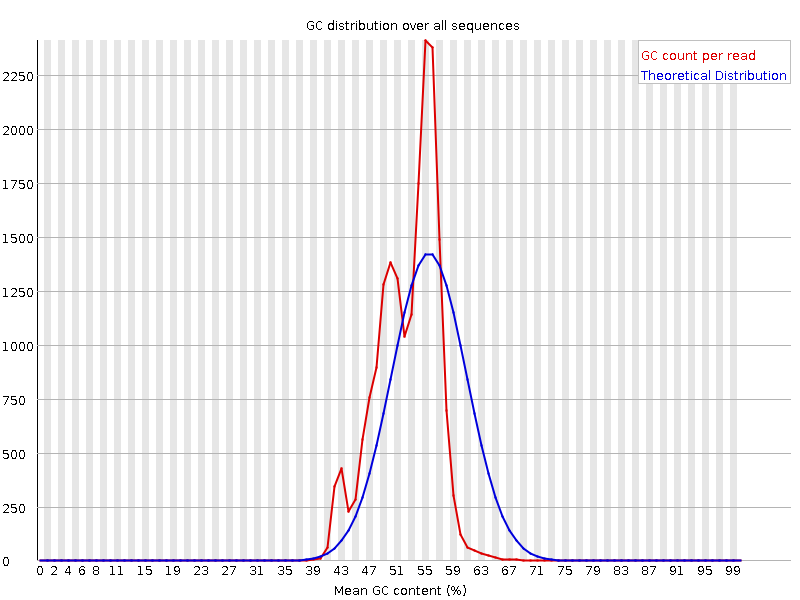 GC distribution over all sequences
GC count per read
Theoretical Distribution
2250
2000
1750
1500
1250
1000
750
500
250
0
0 2 4 6 8 11 15 19 23 27 31 35 39 43 47 51 55 59 63 67 71 75 79 83 87 91 95 99
Mean GC content (%)